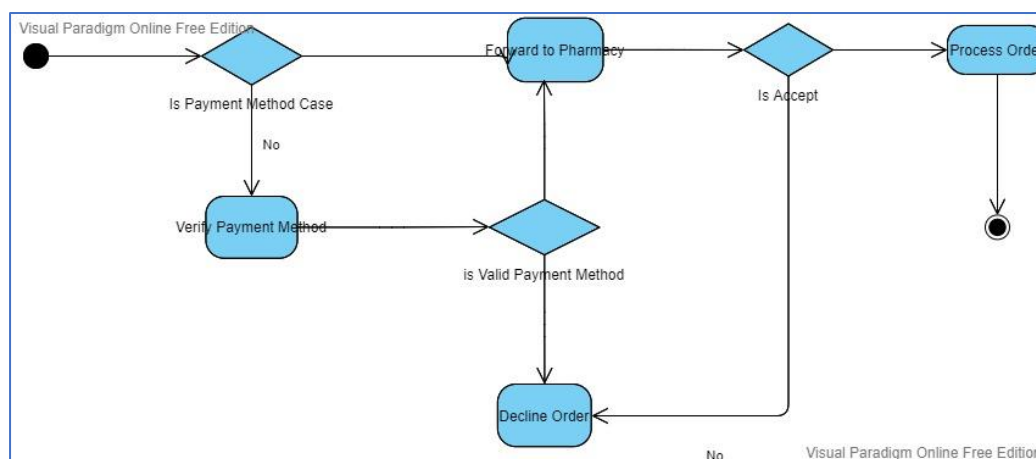 Visual Paradigm Online Free Edition
Forward to Pharmacy
Process Orde
Is Payment Method Case
Is Accept
No
Verify Payment Method
is Valid Payment Method
Decline Order
No
Visual Paradigm Online Free Edition